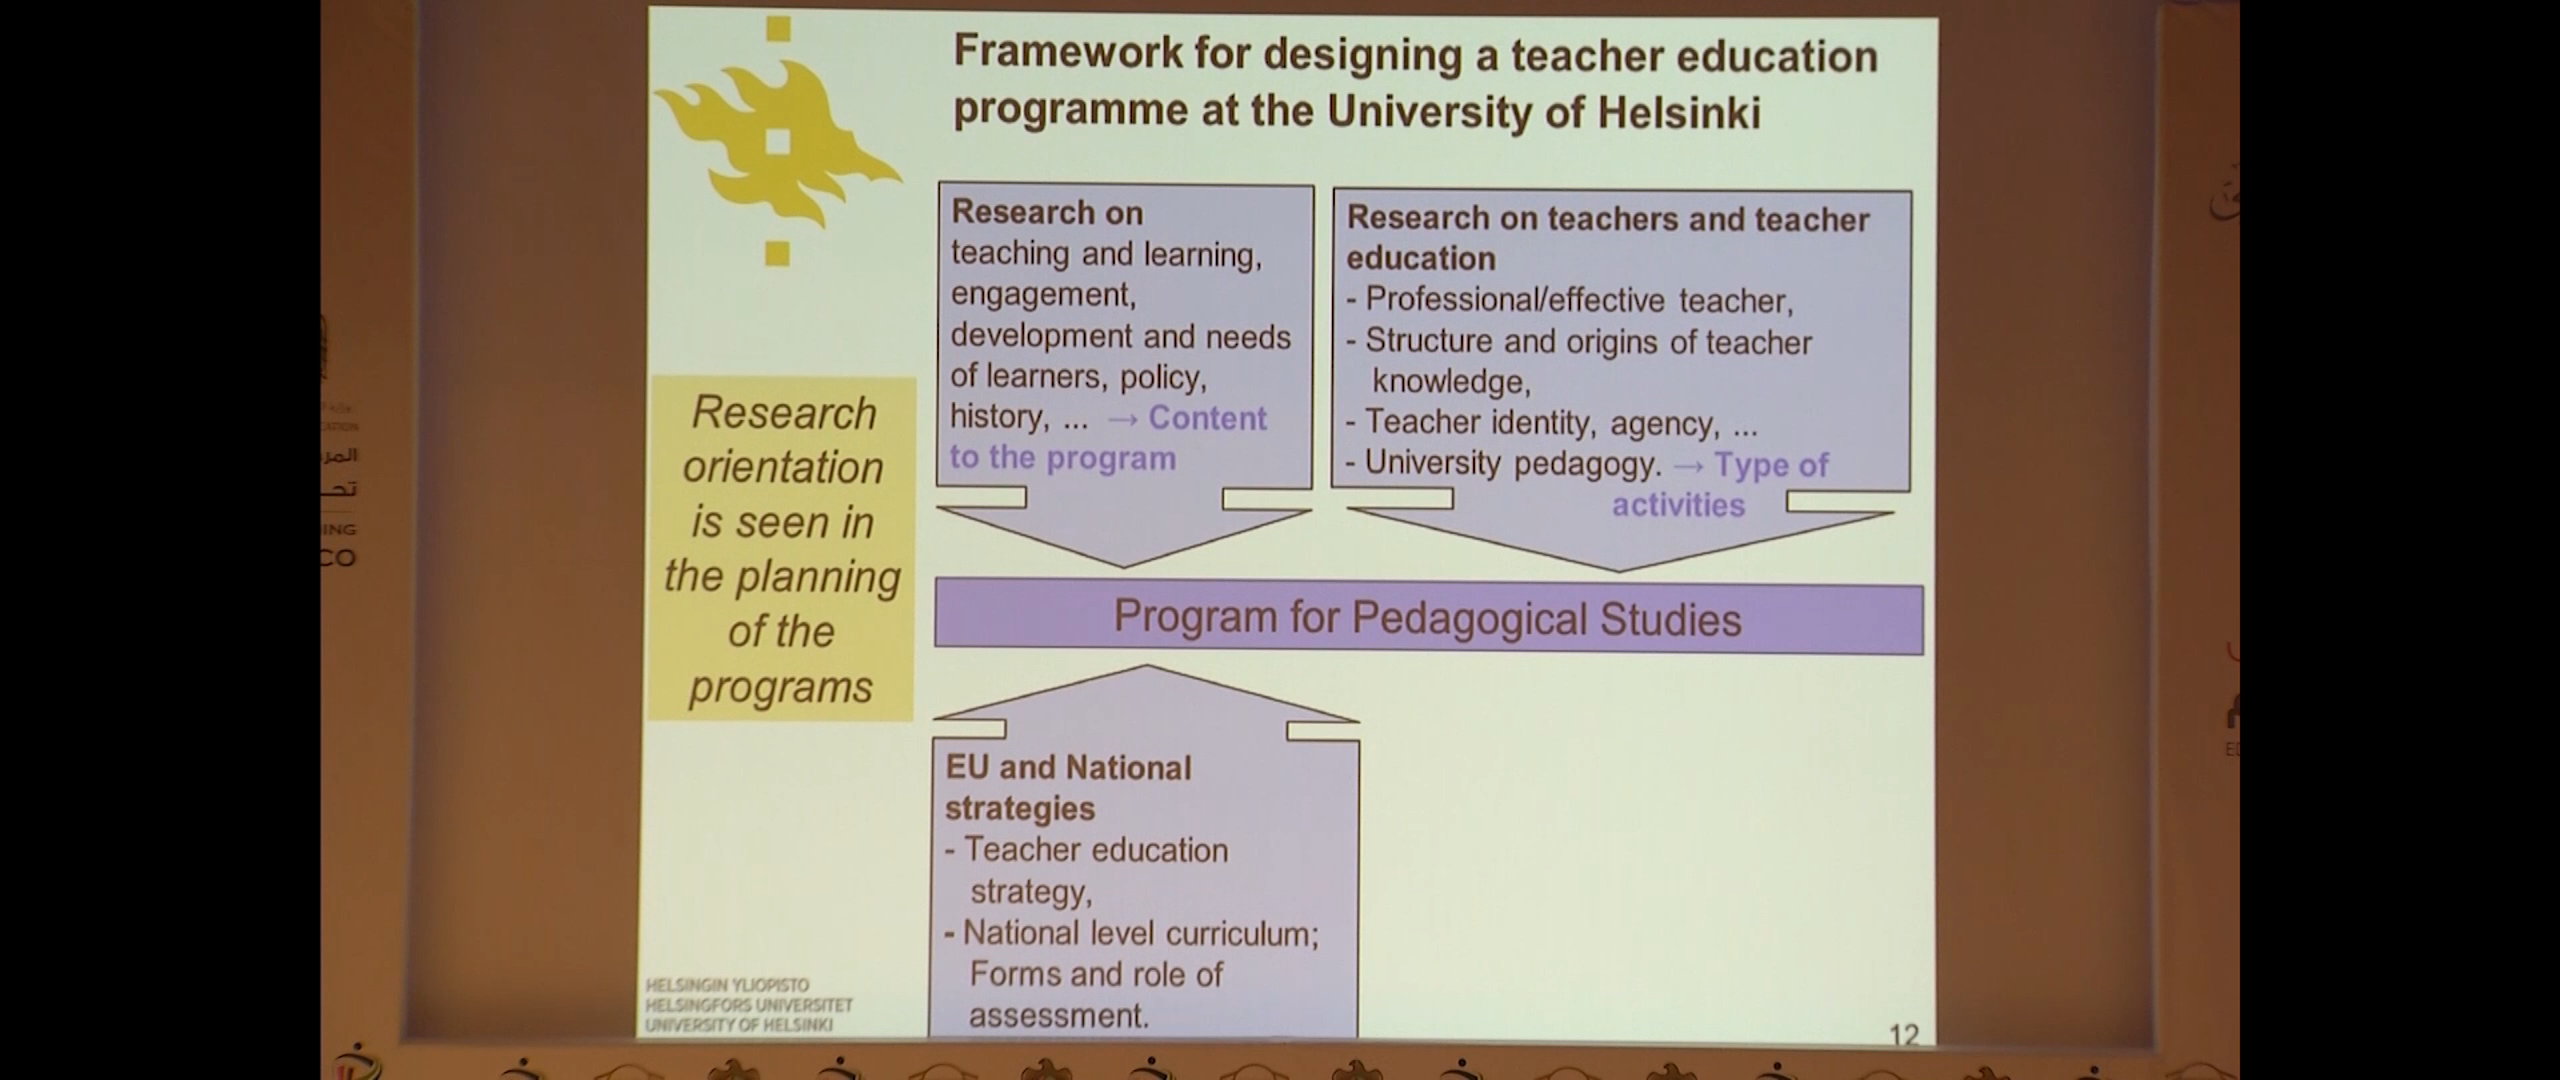 Framework for designing a teacher education
programme at the University of Helsinki
Research on
teaching and learning,
engagement,
development and needs
of learners, policy,
history, ... → Content
to the program
Research on teachers and teacher
education
- Professional/effective teacher,
- Structure and origins of teacher
knowledge,
- Teacher identity, agency, ...
- University pedagogy. → Type of
activities
Research
orientation
is seen in
the planning
of the
programs
Program for Pedagogical Studies
EU and National
strategies
- Teacher education
strategy,
- National level curriculum;
Forms and role of
assessment.
HELSINGIN YLIOPISTO
HELSINGFORS UNIVERSITET
UNIVERSITY OF HELSINKI
12